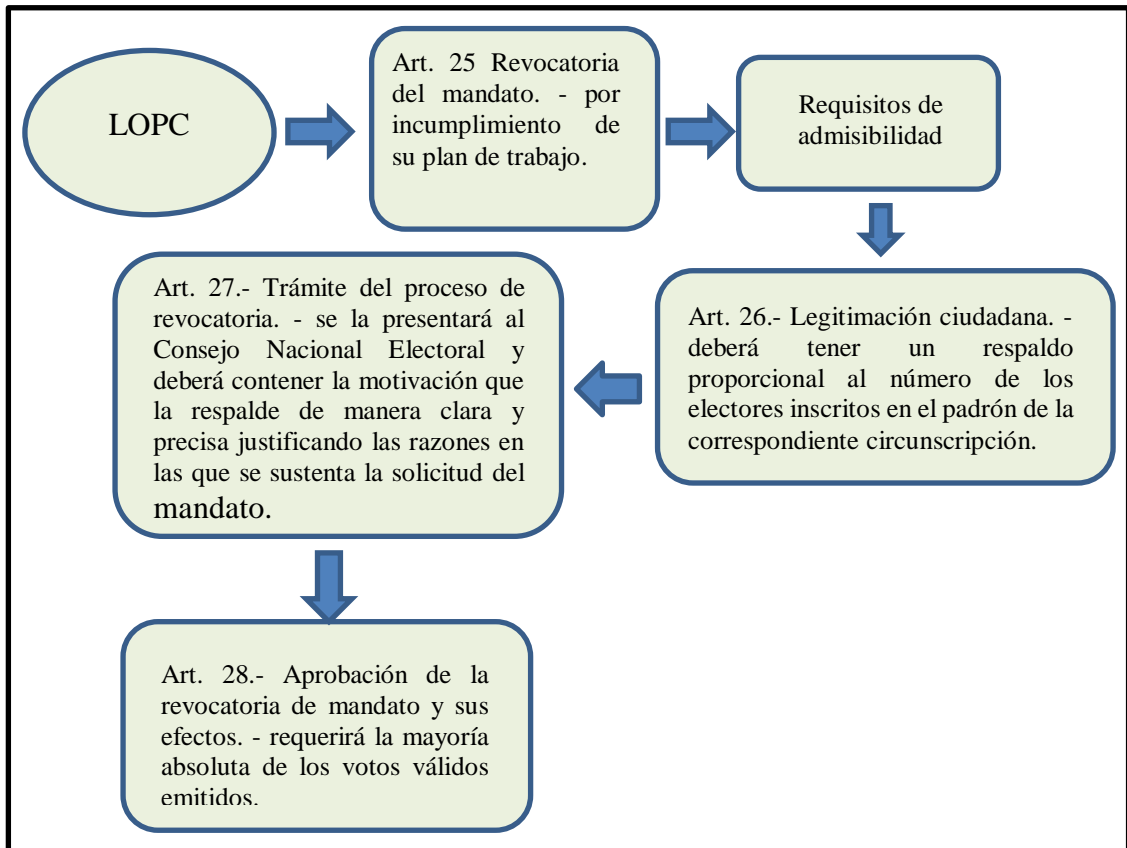 LOPC
Art. 25 Revocatoria
del mandato. - por
incumplimiento de
su plan de trabajo.
Requisitos de
admisibilidad
Art. 26.- Legitimación ciudadana. -
deberá tener un respaldo
proporcional al número de los
electores inscritos en el padrón de la
correspondiente circunscripción.
Art. 27.- Trámite del proceso de
revocatoria. - se la presentará al
Consejo Nacional Electoral y
deberá contener la motivación que
la respalde de manera clara y
precisa justificando las razones en
las que se sustenta la solicitud del
mandato.
Art. 28.- Aprobación de la
revocatoria de mandato y sus
efectos. - requerirá la mayoría
absoluta de los votos válidos
emitidos.